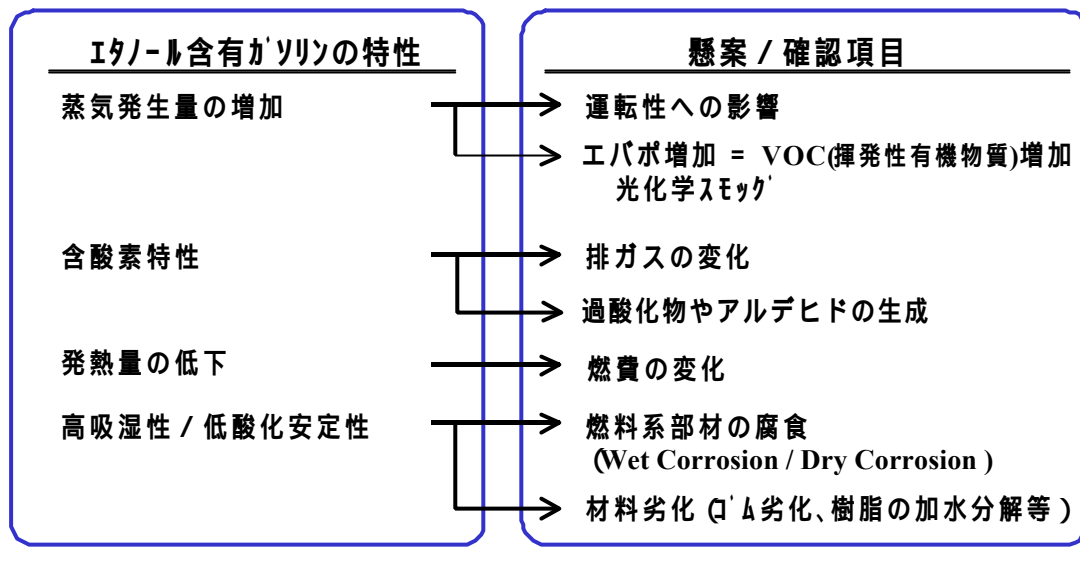 エタノール含有ガソリンの特性
蒸気発生量の増加
含酸素特性
発熱量の低下
高吸湿性 / 低酸化安定性
懸案 / 確認項目
運転性への影響
エバポ増加 = VOC(揮発性有機物質)増加
光化学スモッグ
排ガスの変化
過酸化物やアルデヒドの生成
燃費の変化
燃料系部材の腐食
(Wet Corrosion / Dry Corrosion )
材料劣化 (ゴム劣化、樹脂の加水分解等 )